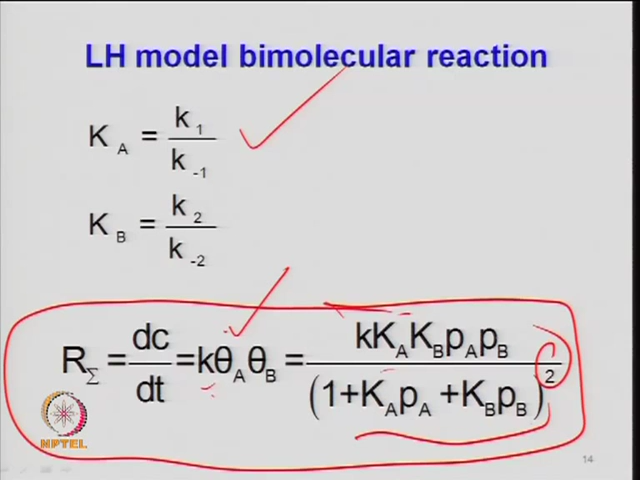 LH model bimolecular reaction
K_A = k_1 / k_-1
K_B = k_2 / k_-2
R_Σ = dc/dt = kθ_Aθ_B = kK_AK_Bp_Ap_B / (1+K_Ap_A+K_Bp_B)^2
NPTEL
14